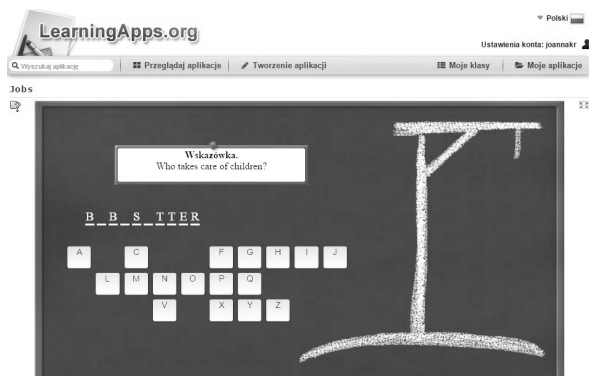 Polski
LearningApps.org
Ustawienia konta: joannakr
Wyszukaj aplikację
Przeglądaj aplikacje
Tworzenie aplikacji
Moje klasy
Moje aplikacje
Jobs
Wskazówka.
Who takes care of children?
B _ B _ S _ TTER
A C F G H I J
L M N O P Q
V X Y Z